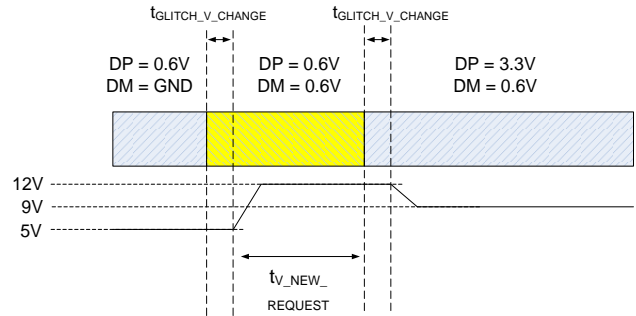 tGLITCH_V_CHANGE tGLITCH_V_CHANGE
DP = 0.6V DP = 0.6V DP = 3.3V
DM = GND DM = 0.6V DM = 0.6V
12V
9V
5V
tV_NEW_
REQUEST